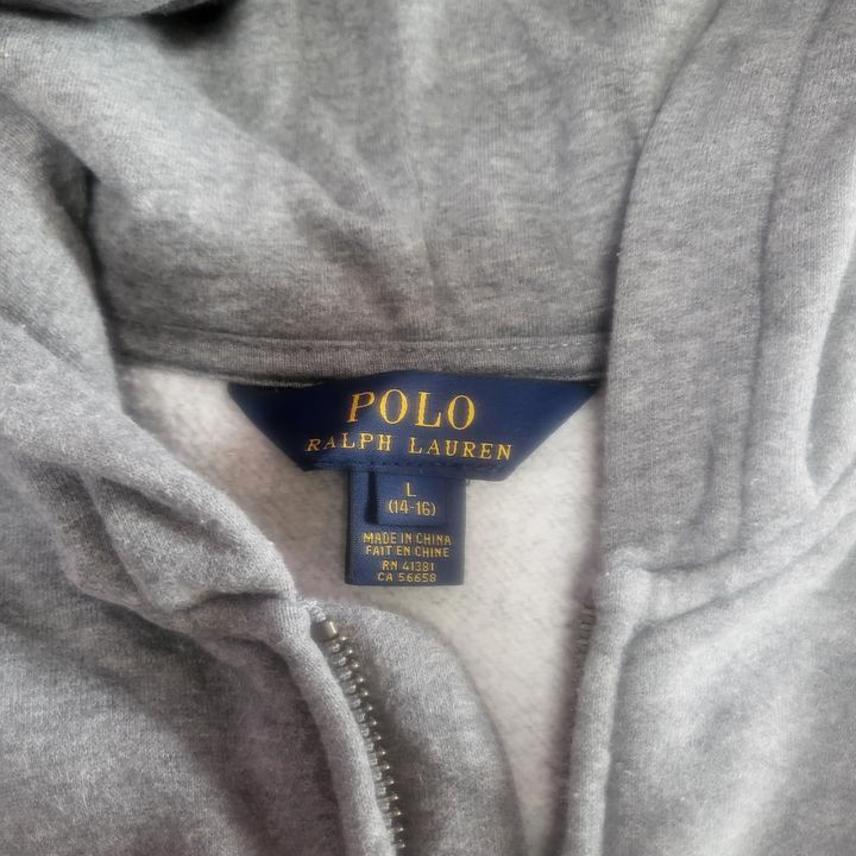 POLO
RALPH LAUREN
L
(14-16)
MADE IN CHINA
FAIT EN CHINE
RN 41381
CA 56658